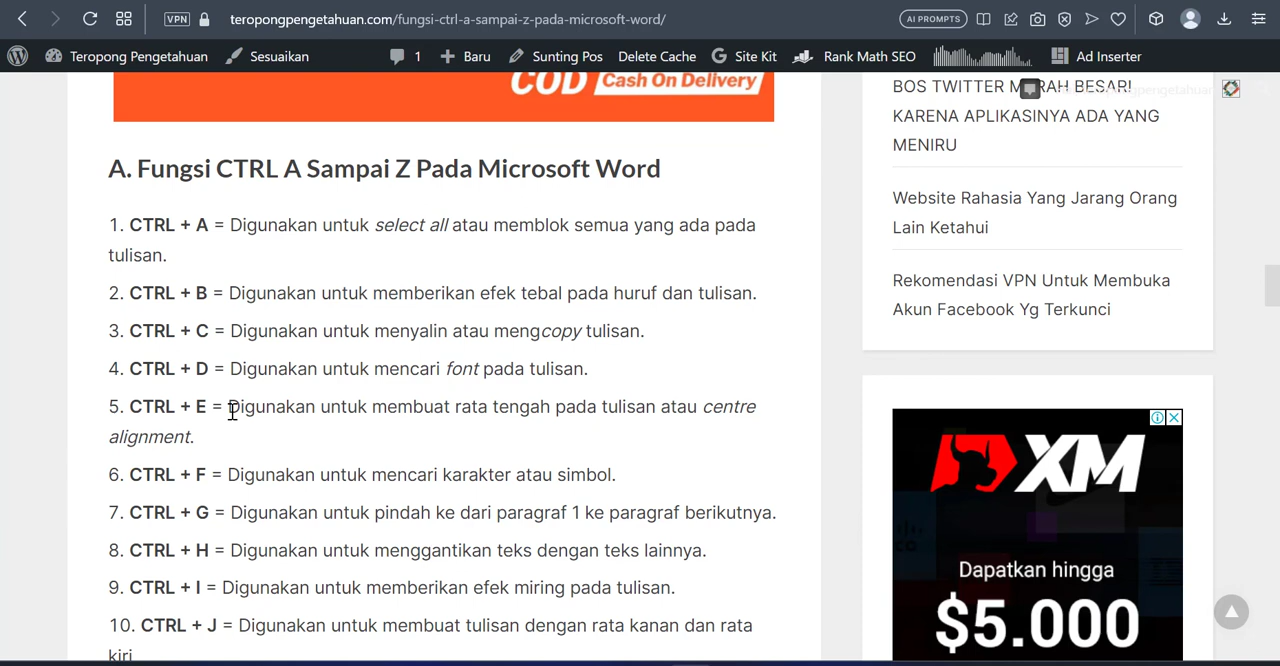 VPN
teropongpengetahuan.com/fungsi-ctrl-a-sampai-z-pada-microsoft-word/
AI PROMPTS
Teropong Pengetahuan
Sesuaikan
1
Baru
Sunting Pos
Delete Cache
Site Kit
Rank Math SEO
Ad Inserter
COD Cash On Delivery
A. Fungsi CTRL A Sampai Z Pada Microsoft Word
1. CTRL + A = Digunakan untuk select all atau memblok semua yang ada pada
tulisan.
2. CTRL + B = Digunakan untuk memberikan efek tebal pada huruf dan tulisan.
3. CTRL + C = Digunakan untuk menyalin atau mengcopy tulisan.
4. CTRL + D = Digunakan untuk mencari font pada tulisan.
5. CTRL + E = Digunakan untuk membuat rata tengah pada tulisan atau centre
alignment.
6. CTRL + F = Digunakan untuk mencari karakter atau simbol.
7. CTRL + G = Digunakan untuk pindah ke dari paragraf 1 ke paragraf berikutnya.
8. CTRL + H = Digunakan untuk menggantikan teks dengan teks lainnya.
9. CTRL + I = Digunakan untuk memberikan efek miring pada tulisan.
10. CTRL + J = Digunakan untuk membuat tulisan dengan rata kanan dan rata
kiri
BOS TWITTER MARAH BESAR!
KARENA APLIKASINYA ADA YANG
MENIRU
Website Rahasia Yang Jarang Orang
Lain Ketahui
Rekomendasi VPN Untuk Membuka
Akun Facebook Yg Terkunci
XM
Dapatkan hingga
$5.000